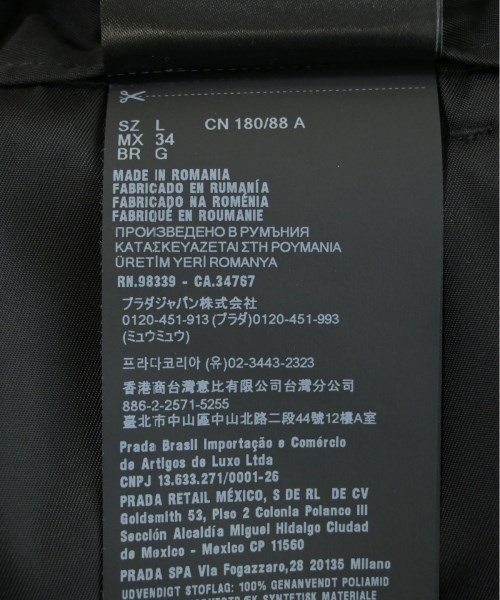 SZ L CN 180/88 A
MX 34
BR G
MADE IN ROMANIA
FABRICADO EN RUMANÍA
FABRICADO NA ROMÉNIA
FABRIQUÉ EN ROUMANIE
ПРОИЗВЕДЕНО В РУМЪНИЯ
ΚΑΤΑΣΚΕΥΑΖΕΤΑΙ ΣΤΗ ΡΟΥΜΑΝΙΑ
ÜRETİM YERİ ROMANYA
RN.98339 - CA.34767
プラダジャパン株式会社
0120-451-913 (プラダ)0120-451-993
(ミュウミュウ)
프라다코리아 (유)02-3443-2323
香港商台灣意比有限公司台灣分公司
886-2-2571-5255
臺北市中山區中山北路二段44號12樓A室
Prada Brasil Importação e Comércio
de Artigos de Luxo Ltda
CNPJ 13.633.271/0001-26
PRADA RETAIL MÉXICO, S DE RL DE CV
Goldsmith 53, Piso 2 Colonia Polanco III
Sección Alcaldía Miguel Hidalgo Ciudad
de Mexico - Mexico CP 11560
PRADA SPA Via Fogazzaro,28 20135 Milano
UDVENDIGT STOFLAG: 100% GENANVENDT POLIAMID
SYNTETISK MATERIALE